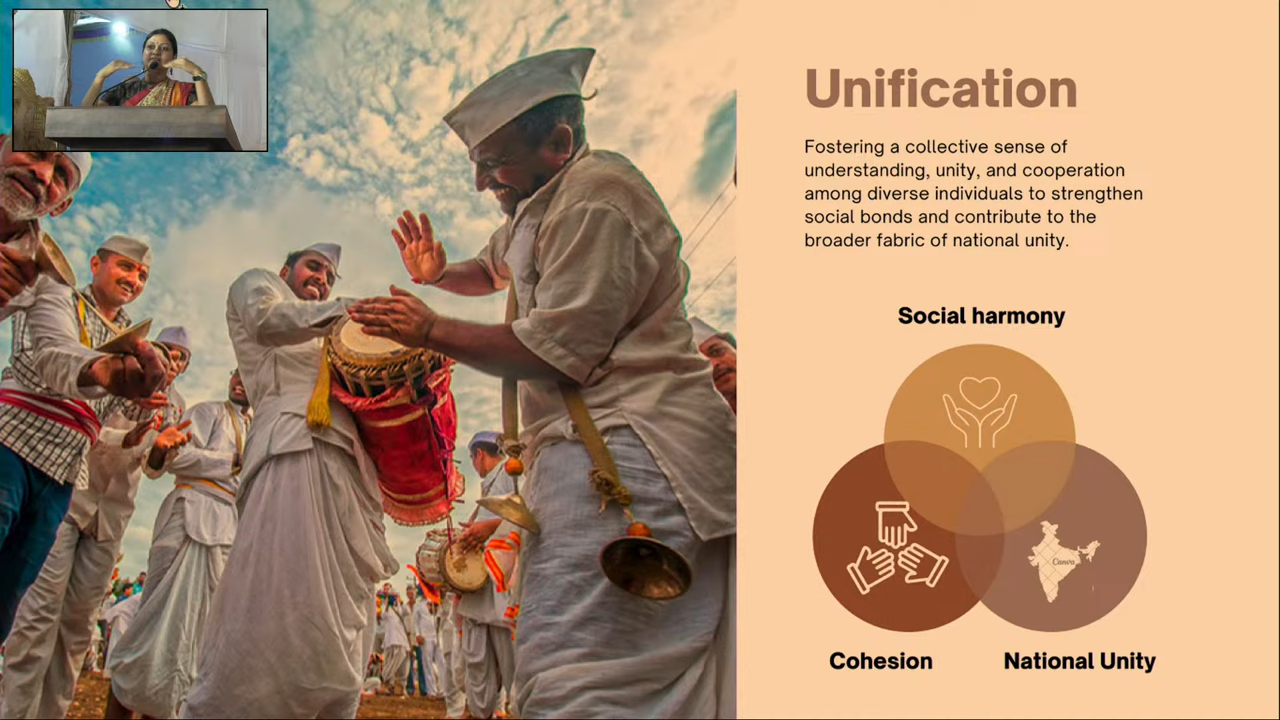 Unification
Fostering a collective sense of
understanding, unity, and cooperation
among diverse individuals to strengthen
social bonds and contribute to the
broader fabric of national unity.
Social harmony
Canva
Cohesion
National Unity